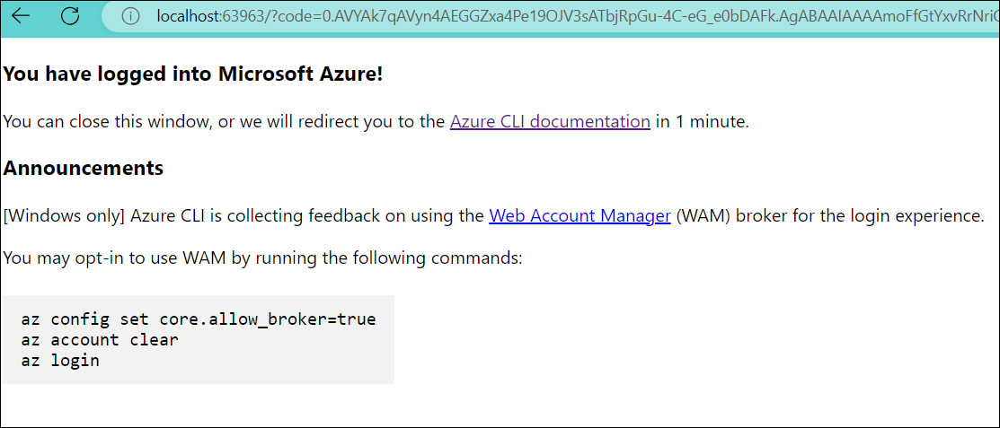 localhost:63963/?code=0.AVYAk7qAVyn4AEGGZxa4Pe19OJV3sATbjRpGu-4C-eG_e0bDAFk.AgABAAIAAAAmoFfGtYxvRrNri
You have logged into Microsoft Azure!
You can close this window, or we will redirect you to the Azure CLI documentation in 1 minute.
Announcements
[Windows only] Azure CLI is collecting feedback on using the Web Account Manager (WAM) broker for the login experience.
You may opt-in to use WAM by running the following commands:
az config set core.allow_broker=true
az account clear
az login